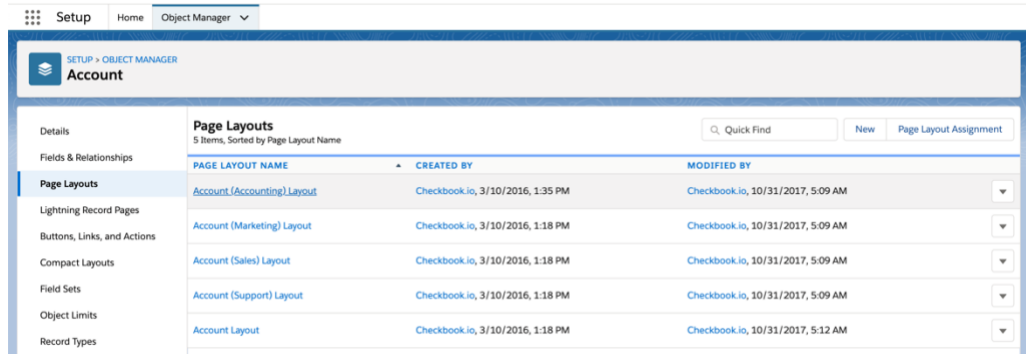 Setup Home Object Manager
SETUP > OBJECT MANAGER
Account
Details
Fields & Relationships
Page Layouts
Lightning Record Pages
Buttons, Links, and Actions
Compact Layouts
Field Sets
Object Limits
Record Types
Page Layouts
5 Items, Sorted by Page Layout Name
Quick Find New Page Layout Assignment
PAGE LAYOUT NAME CREATED BY MODIFIED BY
Account (Accounting) Layout Checkbook.io, 3/10/2016, 1:35 PM Checkbook.io, 10/31/2017, 5:09 AM
Account (Marketing) Layout Checkbook.io, 3/10/2016, 1:18 PM Checkbook.io, 10/31/2017, 5:09 AM
Account (Sales) Layout Checkbook.io, 3/10/2016, 1:18 PM Checkbook.io, 10/31/2017, 5:09 AM
Account (Support) Layout Checkbook.io, 3/10/2016, 1:18 PM Checkbook.io, 10/31/2017, 5:09 AM
Account Layout Checkbook.io, 3/10/2016, 1:18 PM Checkbook.io, 10/31/2017, 5:12 AM